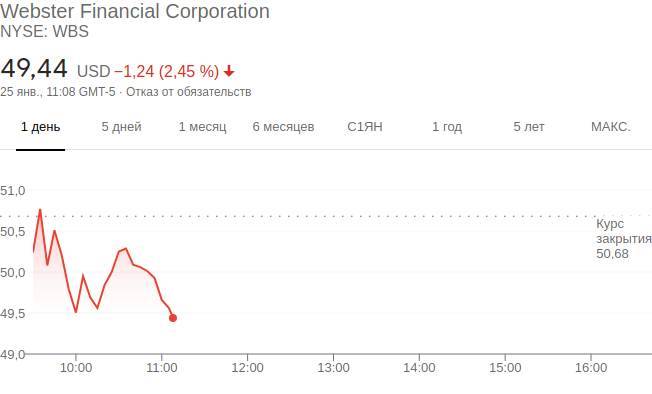 Webster Financial Corporation
NYSE: WBS
49,44 USD −1,24 (2,45 %)
25 янв., 11:08 GMT-5 · Отказ от обязательств
1 день 5 дней 1 месяц 6 месяцев С1ЯН 1 год 5 лет МАКС.
51,0
50,5
50,0
49,5
49,0
Курс
закрытия
50,68
10:00 11:00 12:00 13:00 14:00 15:00 16:00